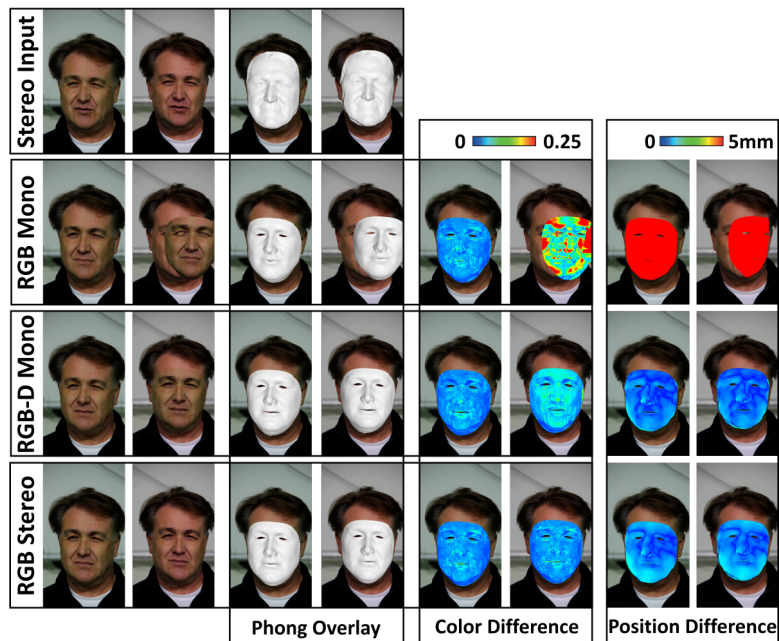 Stereo Input
0 0.25
0 5mm
RGB Mono
RGB-D Mono
RGB Stereo
Phong Overlay
Color Difference
Position Difference